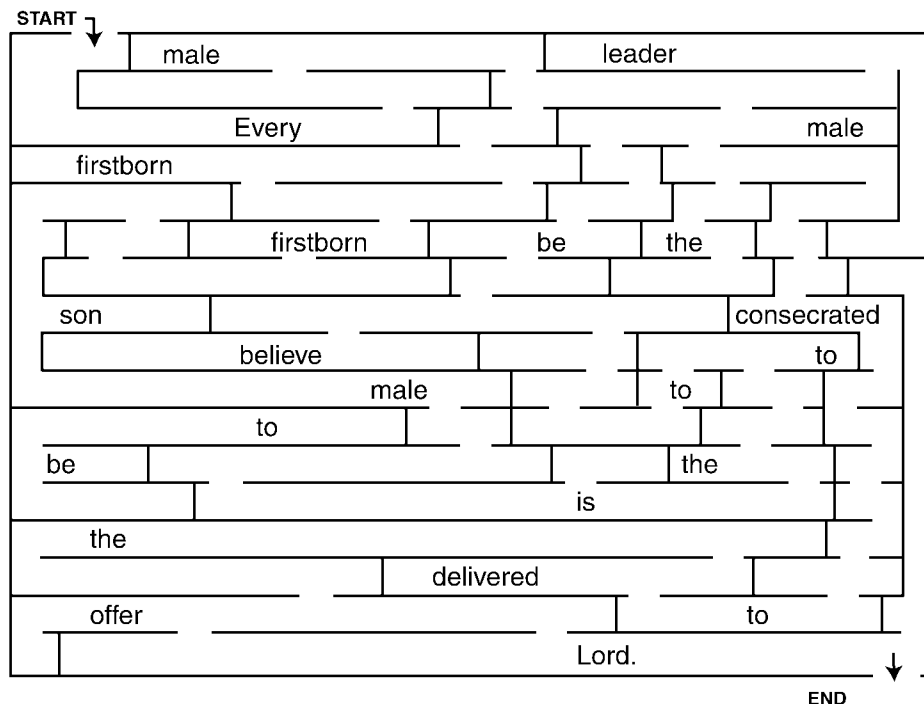 START
male leader
Every male
firstborn
firstborn be the
son consecrated
believe to
male to
to
be the
is
the
delivered
offer to
Lord.
END